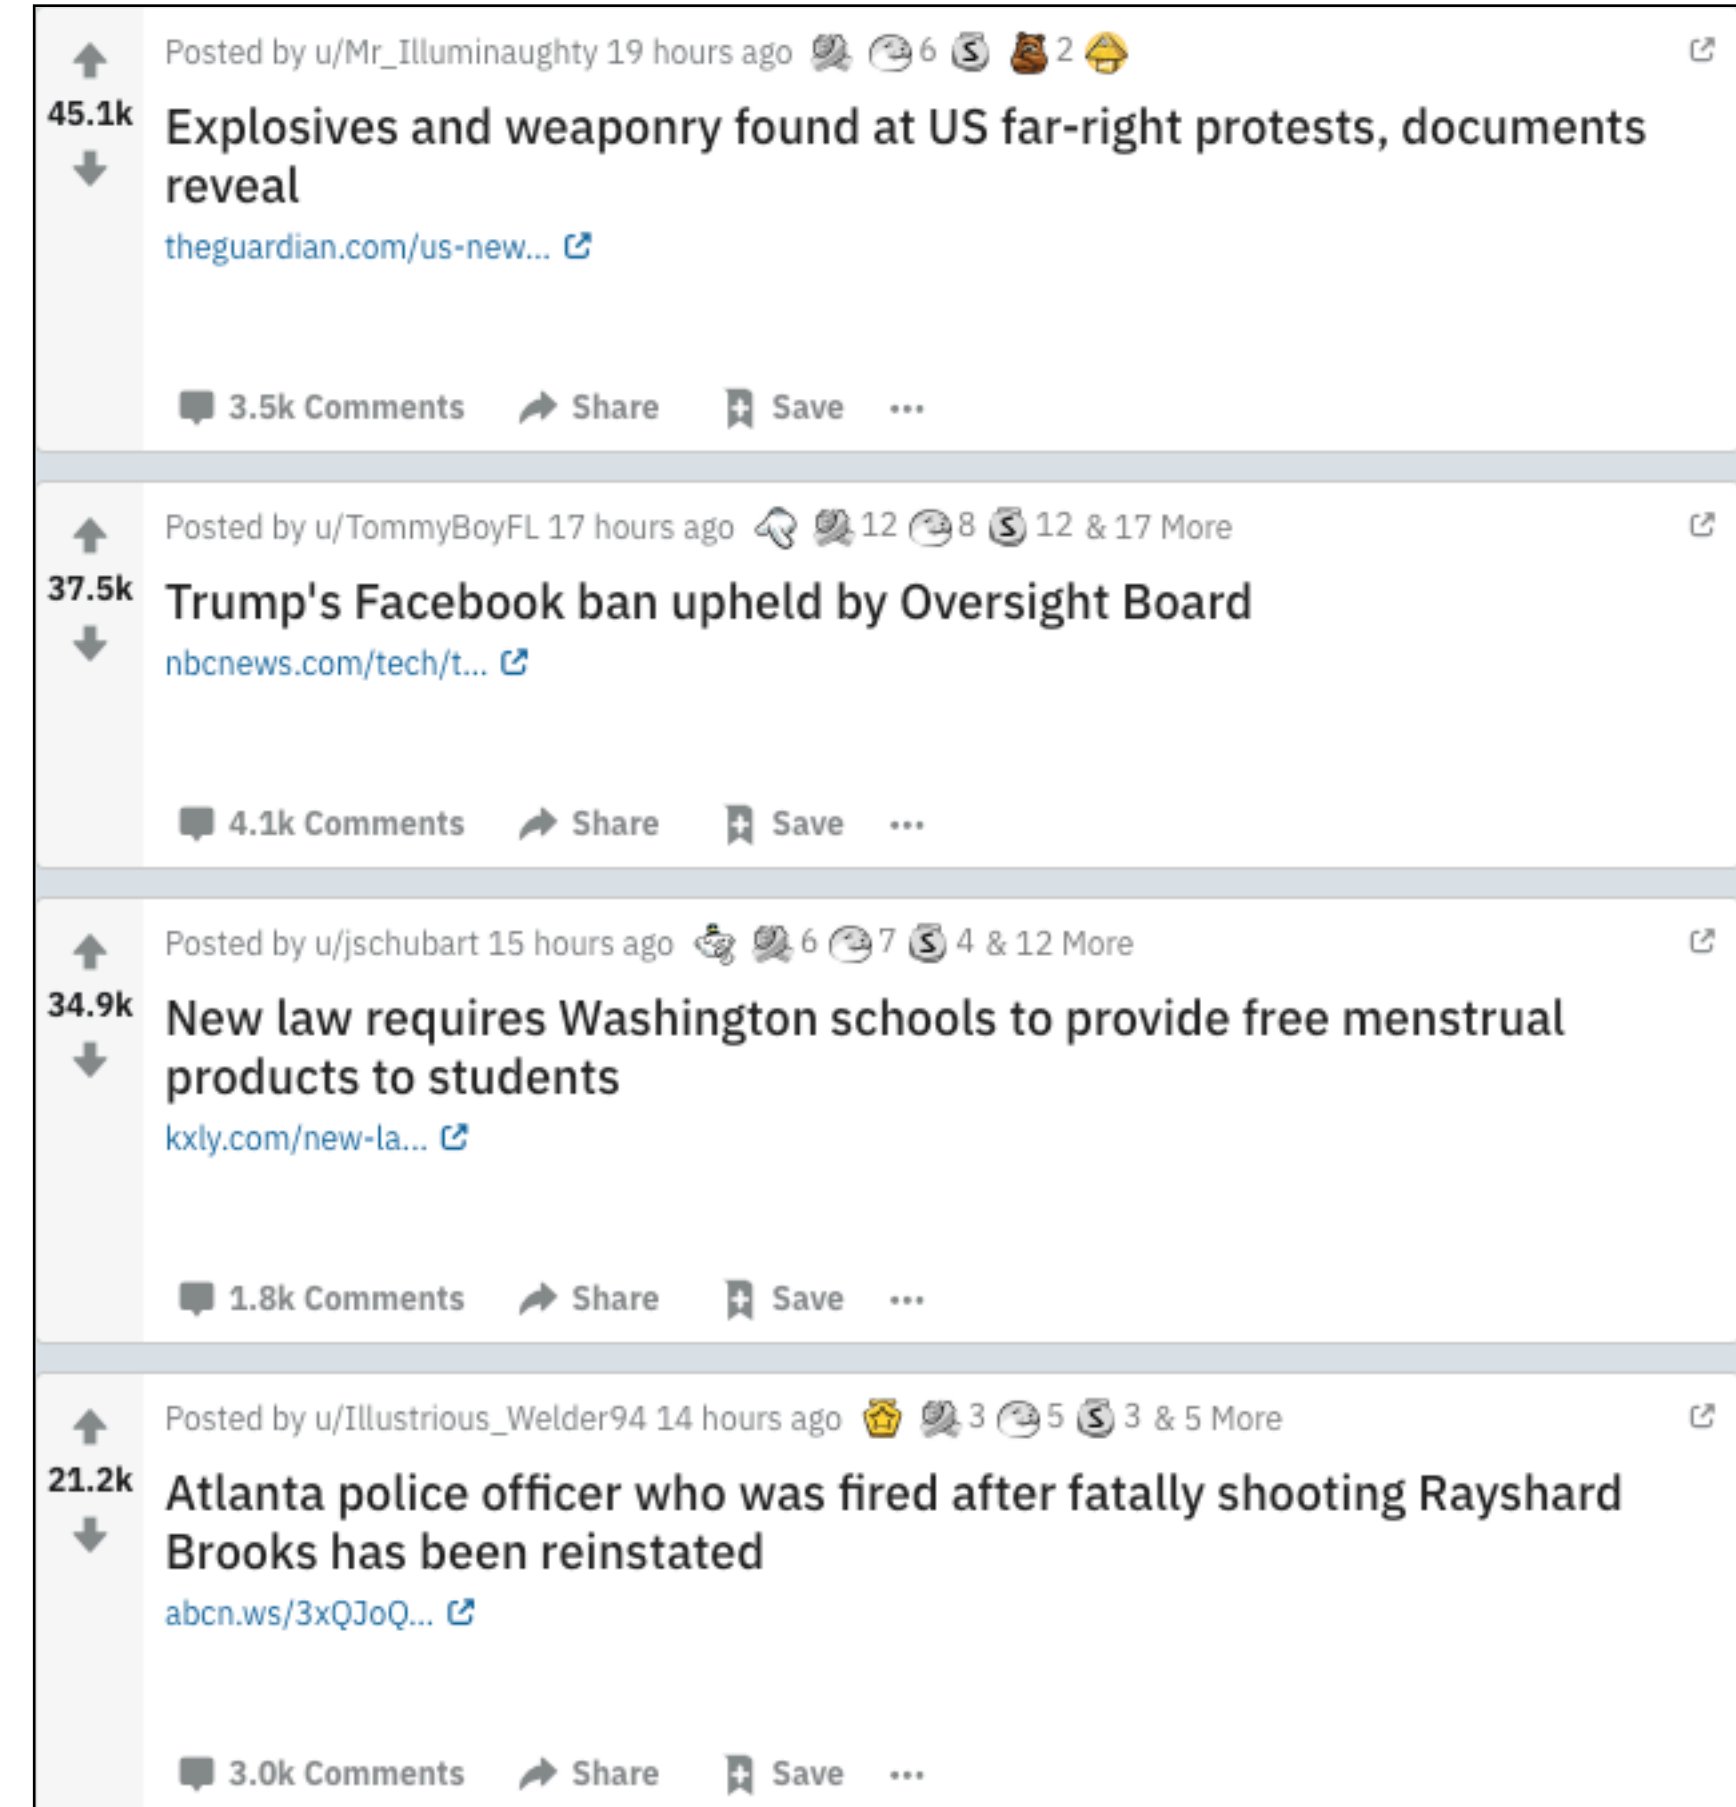 Posted by u/Mr_Illuminaughty 19 hours ago 6 S 2
45.1k
Explosives and weaponry found at US far-right protests, documents
reveal
theguardian.com/us-new...
3.5k Comments Share Save ...
Posted by u/TommyBoyFL 17 hours ago 12 8 S 12 & 17 More
37.5k
Trump's Facebook ban upheld by Oversight Board
nbcnews.com/tech/t...
4.1k Comments Share Save ...
Posted by u/jschubart 15 hours ago 6 7 S 4 & 12 More
34.9k
New law requires Washington schools to provide free menstrual
products to students
kxly.com/new-la...
1.8k Comments Share Save ...
Posted by u/Illustrious_Welder94 14 hours ago 3 5 S 3 & 5 More
21.2k
Atlanta police officer who was fired after fatally shooting Rayshard
Brooks has been reinstated
abcn.ws/3xQJoQ...
3.0k Comments Share Save ...